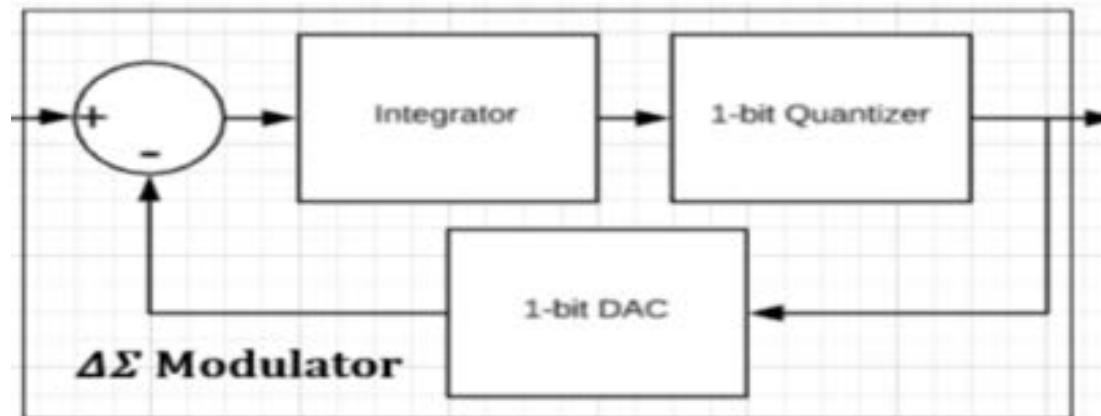 +
Integrator
1-bit Quantizer
-
1-bit DAC
ΔΣ Modulator